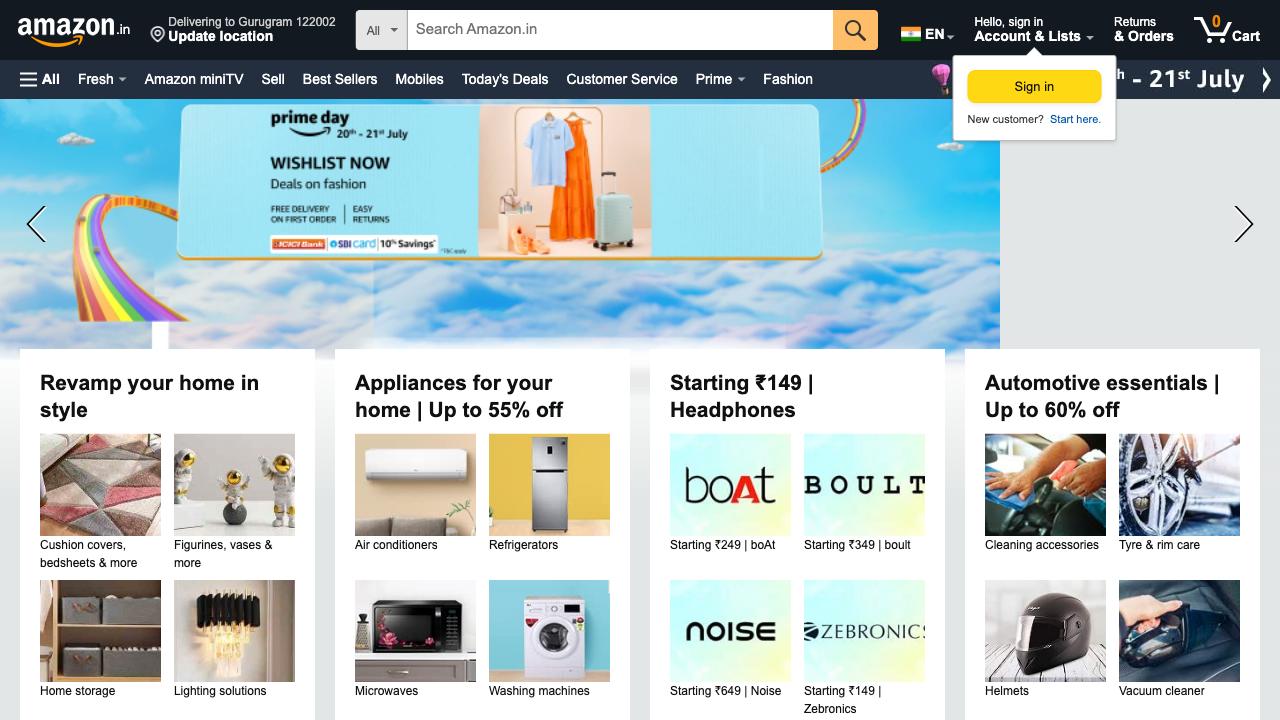 amazon.in
Delivering to Gurugram 122002
Update location
All
Search Amazon.in
EN
Hello, sign in
Account & Lists
Returns
& Orders
0
Cart
All
Fresh
Amazon miniTV
Sell
Best Sellers
Mobiles
Today's Deals
Customer Service
Prime
Fashion
h - 21st July
Sign in
New customer? Start here.
prime day
20th - 21st July
WISHLIST NOW
Deals on fashion
FREE DELIVERY
ON FIRST ORDER
EASY
RETURNS
ICICI Bank
SBI card
10% Savings*
*T&C apply
Revamp your home in
style
Cushion covers,
bedsheets & more
Figurines, vases &
more
Home storage
Lighting solutions
Appliances for your
home | Up to 55% off
Air conditioners
Refrigerators
Microwaves
Washing machines
Starting ₹149 |
Headphones
boAt
BOULT
Starting ₹249 | boAt
Starting ₹349 | boult
noise
ZEBRONICS
Starting ₹649 | Noise
Starting ₹149 |
Zebronics
Automotive essentials |
Up to 60% off
Cleaning accessories
Tyre & rim care
Helmets
Vacuum cleaner